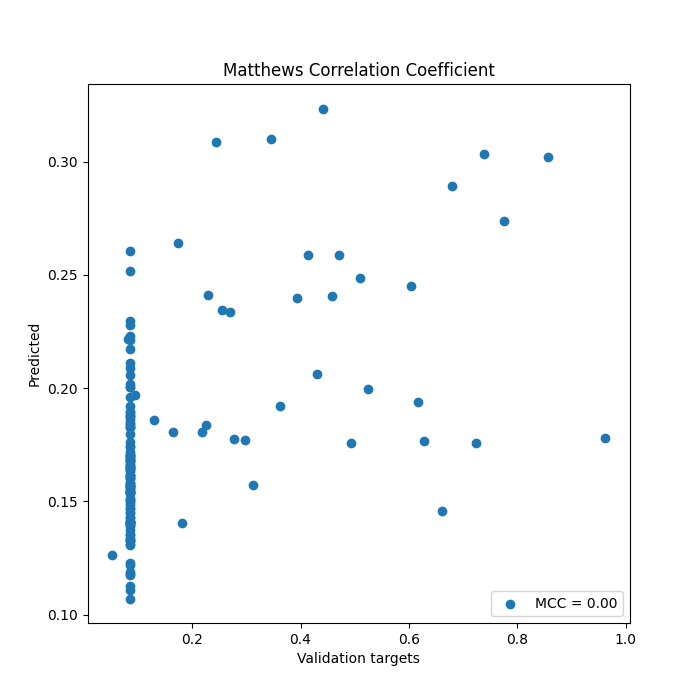 Matthews Correlation Coefficient
Predicted
0.30
0.25
0.20
0.15
0.10
MCC = 0.00
0.2 0.4 0.6 0.8 1.0
Validation targets